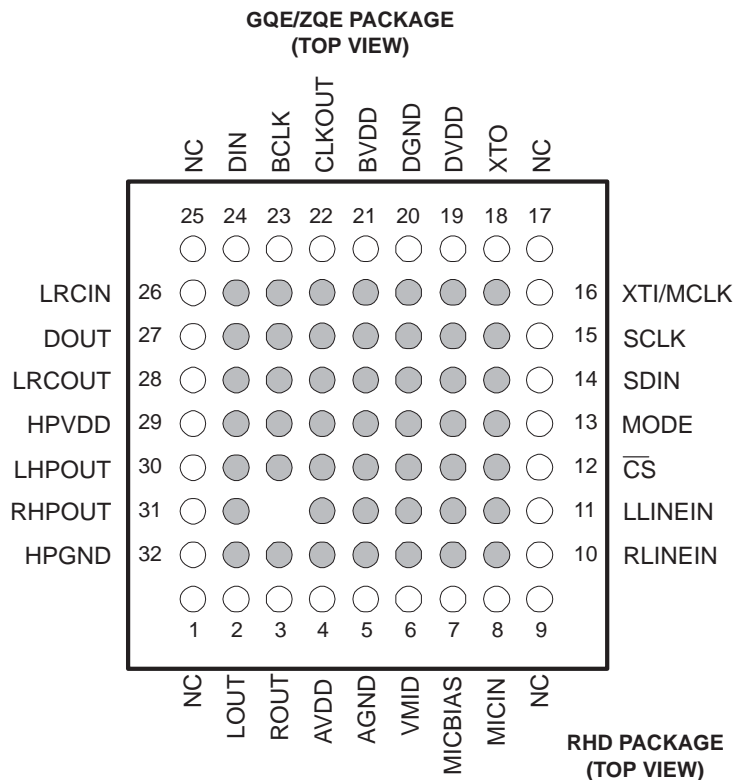 GQE/ZQE PACKAGE
(TOP VIEW)
NC DIN BCLK CLKOUT BVDD DGND DVDD XTO NC
25 24 23 22 21 20 19 18 17
LRCIN 26 16 XTI/MCLK
DOUT 27 15 SCLK
LRCOUT 28 14 SDIN
HPVDD 29 13 MODE
LHPOUT 30 12 C̅S̅
RHPOUT 31 11 LLINEIN
HPGND 32 10 RLINEIN
1 2 3 4 5 6 7 8 9
NC LOUT ROUT AVDD AGND VMID MICBIAS MICIN NC
RHD PACKAGE
(TOP VIEW)